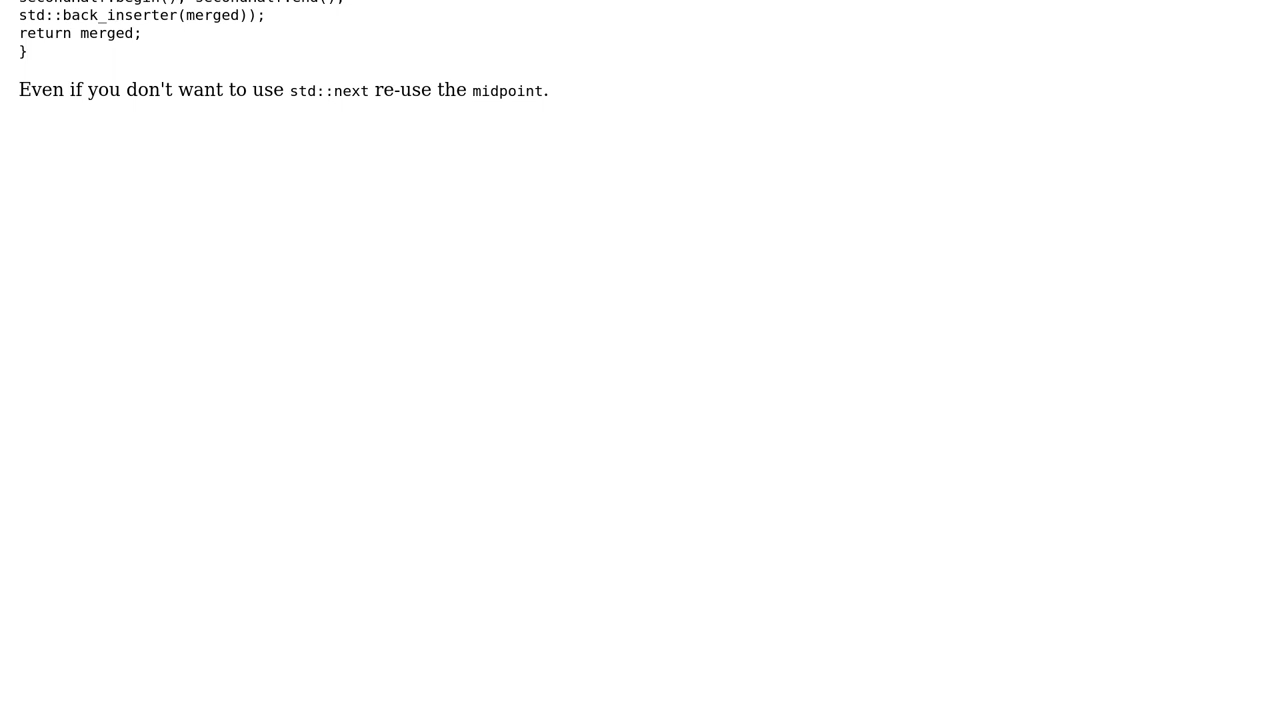 std::back_inserter(merged));
return merged;
}
Even if you don't want to use std::next re-use the midpoint.